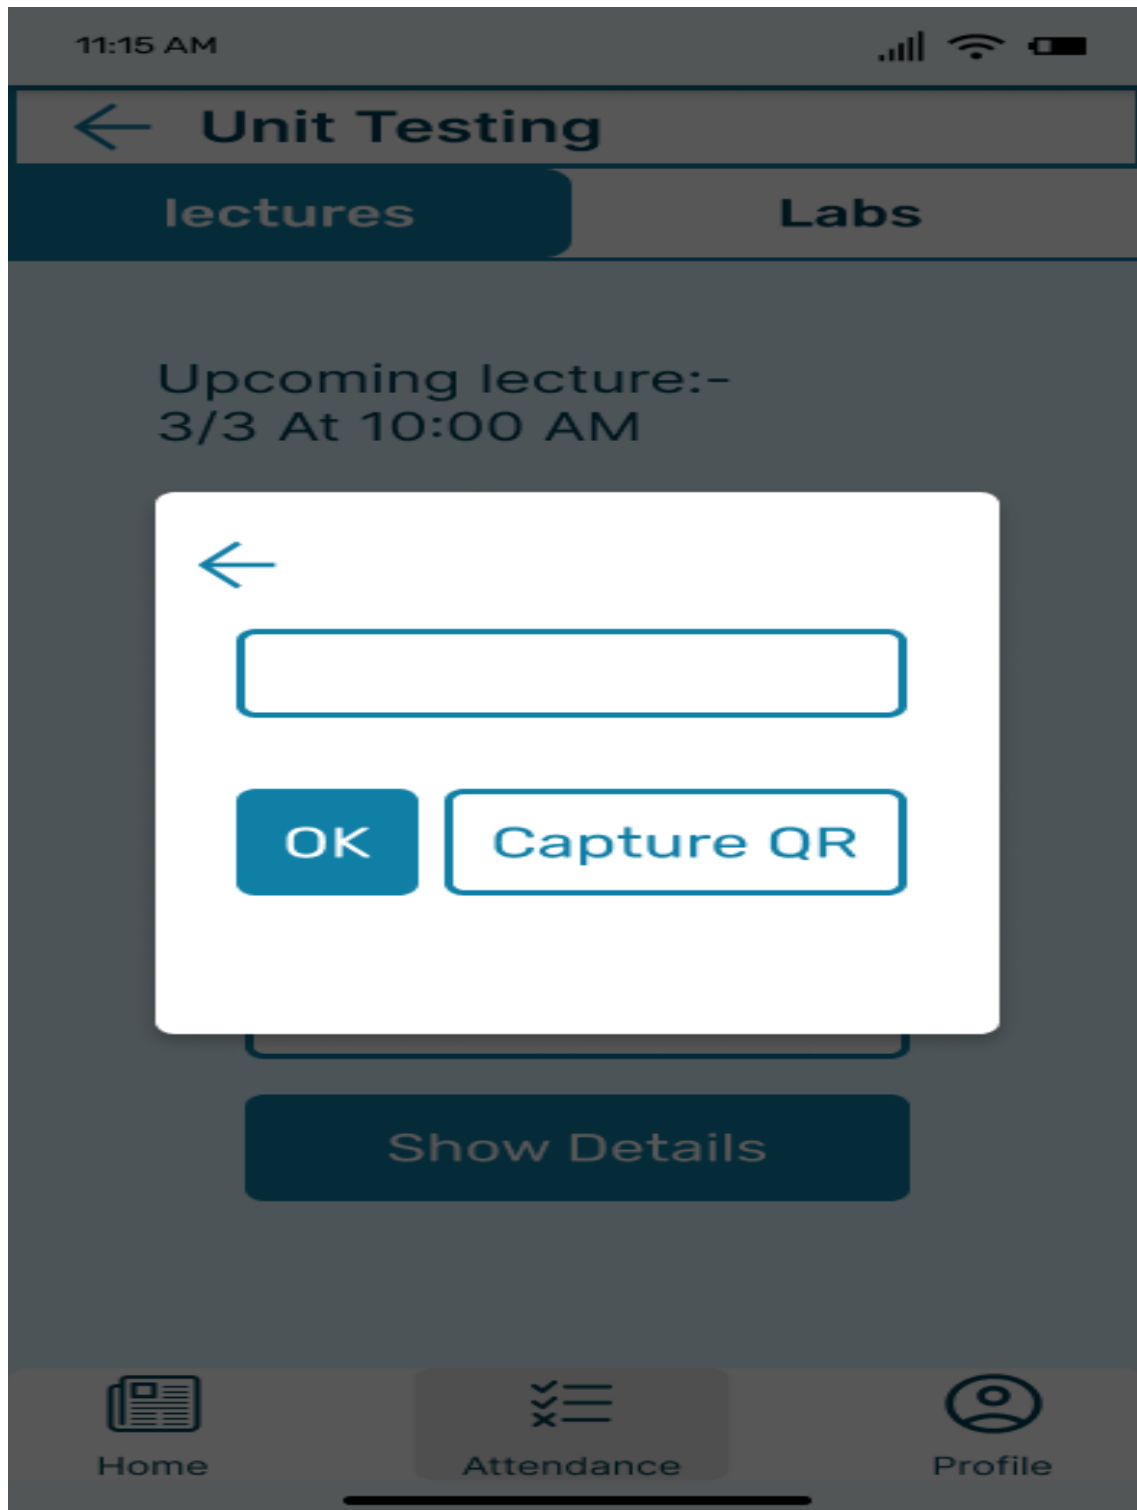 11:15 AM
Unit Testing
lectures Labs
Upcoming lecture:-
3/3 At 10:00 AM
OK Capture QR
Show Details
Home Attendance Profile